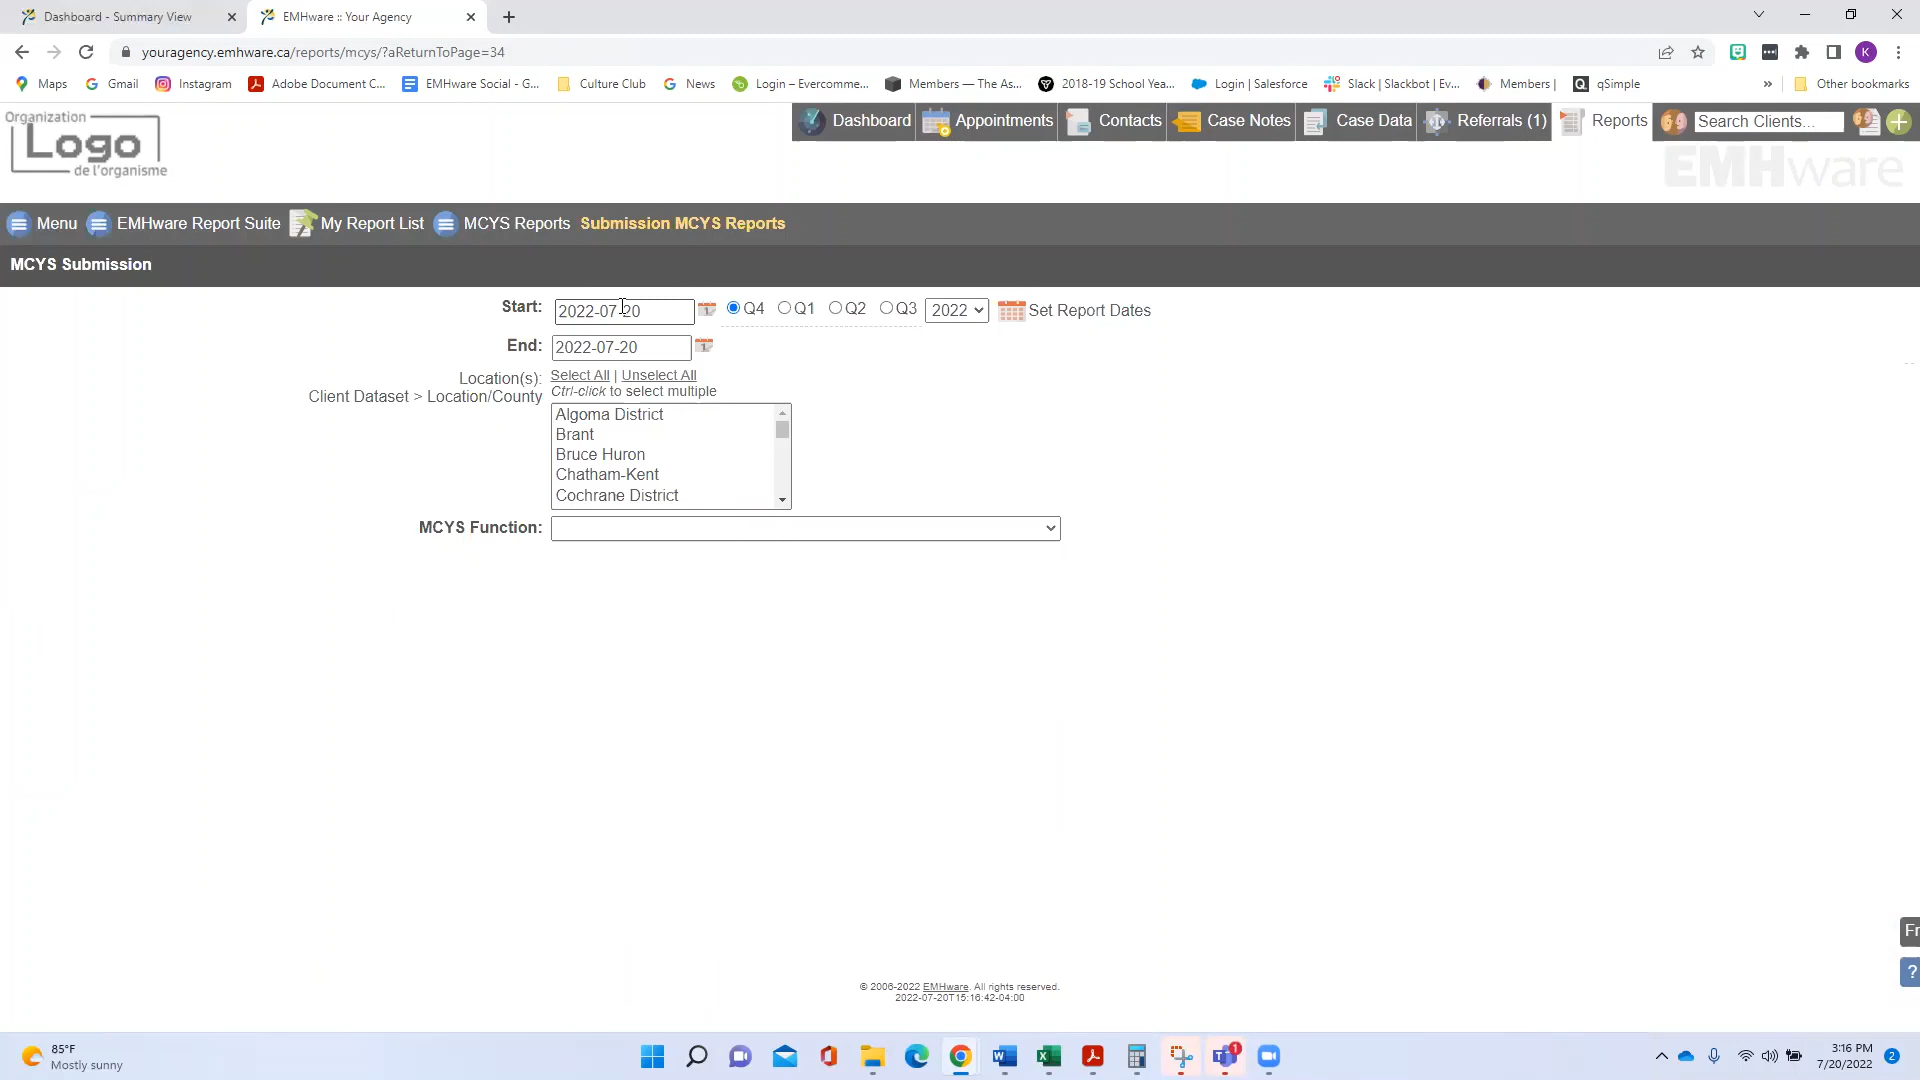 Dashboard - Summary View
EMHware :: Your Agency
youragency.emhware.ca/reports/mcys/?aReturnToPage=34
K
Maps
Gmail
Instagram
Adobe Document C...
EMHware Social - G...
Culture Club
News
Login – Evercomme...
Members — The As...
2018-19 School Yea...
Login | Salesforce
Slack | Slackbot | Ev...
Members |
qSimple
»
Other bookmarks
Organization
Logo
de l'organisme
Dashboard
Appointments
Contacts
Case Notes
Case Data
Referrals (1)
Reports
Search Clients...
EMHware
Menu
EMHware Report Suite
My Report List
MCYS Reports
Submission MCYS Reports
MCYS Submission
Start:
2022-07-20
Q4
Q1
Q2
Q3
2022
Set Report Dates
End:
2022-07-20
Location(s):
Client Dataset > Location/County
Select All | Unselect All
Ctrl-click to select multiple
Algoma District
Brant
Bruce Huron
Chatham-Kent
Cochrane District
MCYS Function:
Fr
?
© 2006-2022 EMHware. All rights reserved.
2022-07-20T15:16:42-04:00
85°F
Mostly sunny
1
3:16 PM
7/20/2022
2